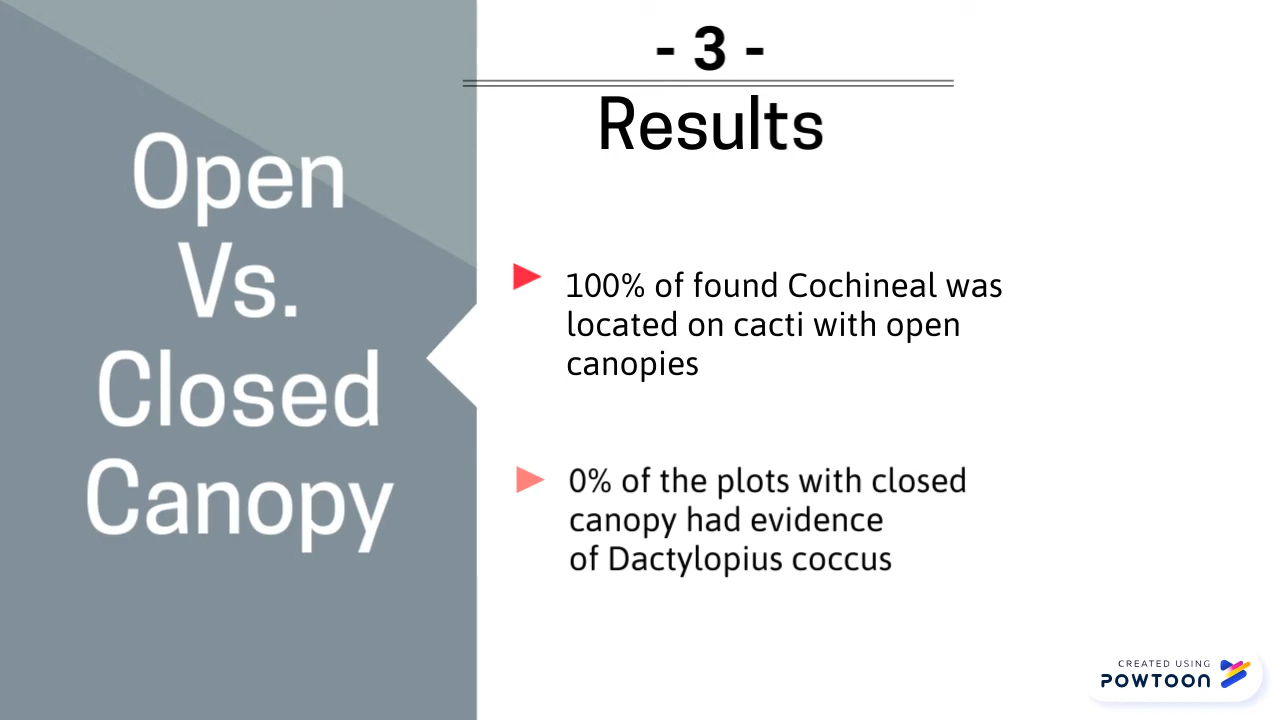 Open
Vs.
Closed
Canopy
- 3 -
Results
100% of found Cochineal was
located on cacti with open
canopies
0% of the plots with closed
canopy had evidence
of Dactylopius coccus
CREATED USING
POWTOON